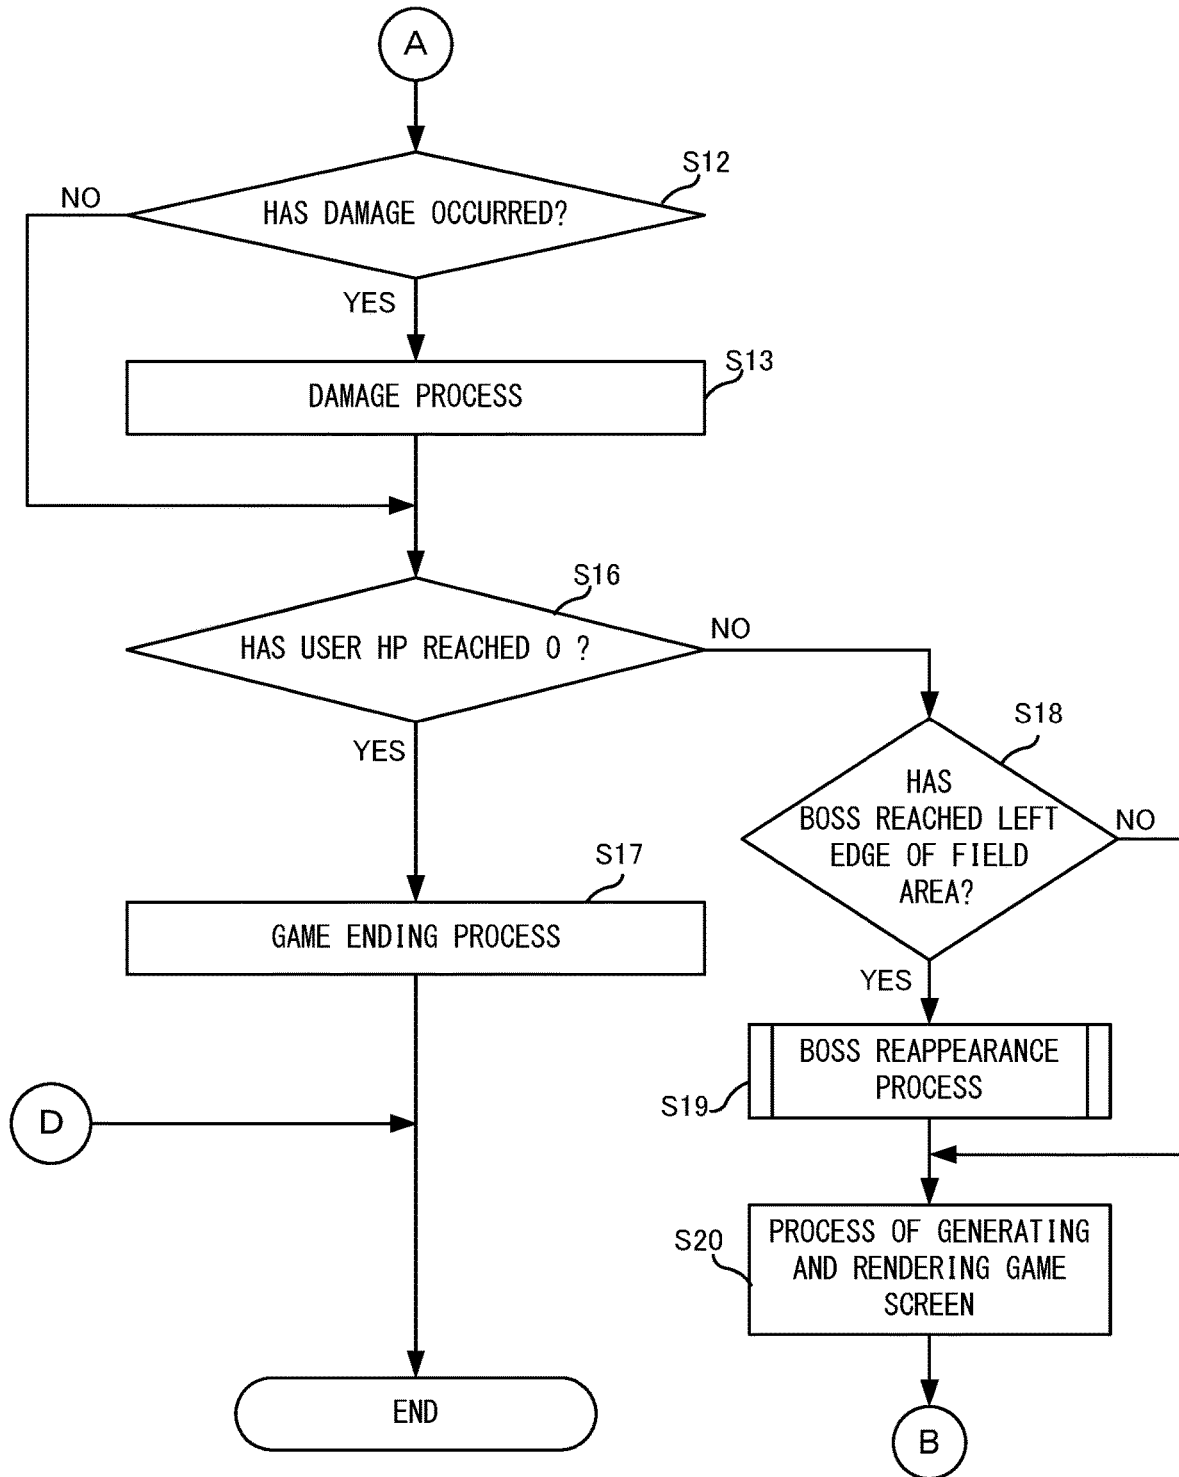 A
S12
NO
HAS DAMAGE OCCURRED?
YES
S13
DAMAGE PROCESS
S16
HAS USER HP REACHED 0 ?
NO
YES
S18
HAS
BOSS REACHED LEFT
EDGE OF FIELD
AREA?
NO
S17
GAME ENDING PROCESS
YES
BOSS REAPPEARANCE
PROCESS
S19
D
S20
PROCESS OF GENERATING
AND RENDERING GAME
SCREEN
END
B